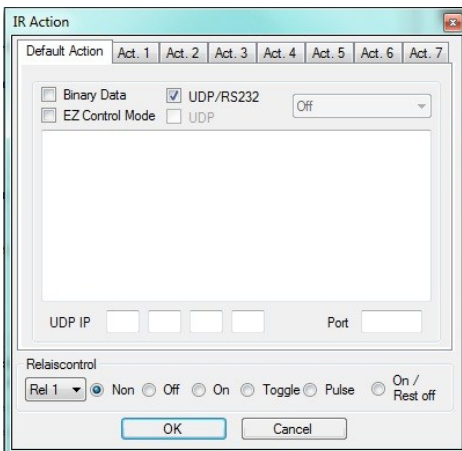 IR Action
Default Action Act. 1 Act. 2 Act. 3 Act. 4 Act. 5 Act. 6 Act. 7
Binary Data UDP/RS232 Off
EZ Control Mode UDP
UDP IP Port
Relaiscontrol
Rel 1 Non Off On Toggle Pulse On /
Rest off
OK Cancel